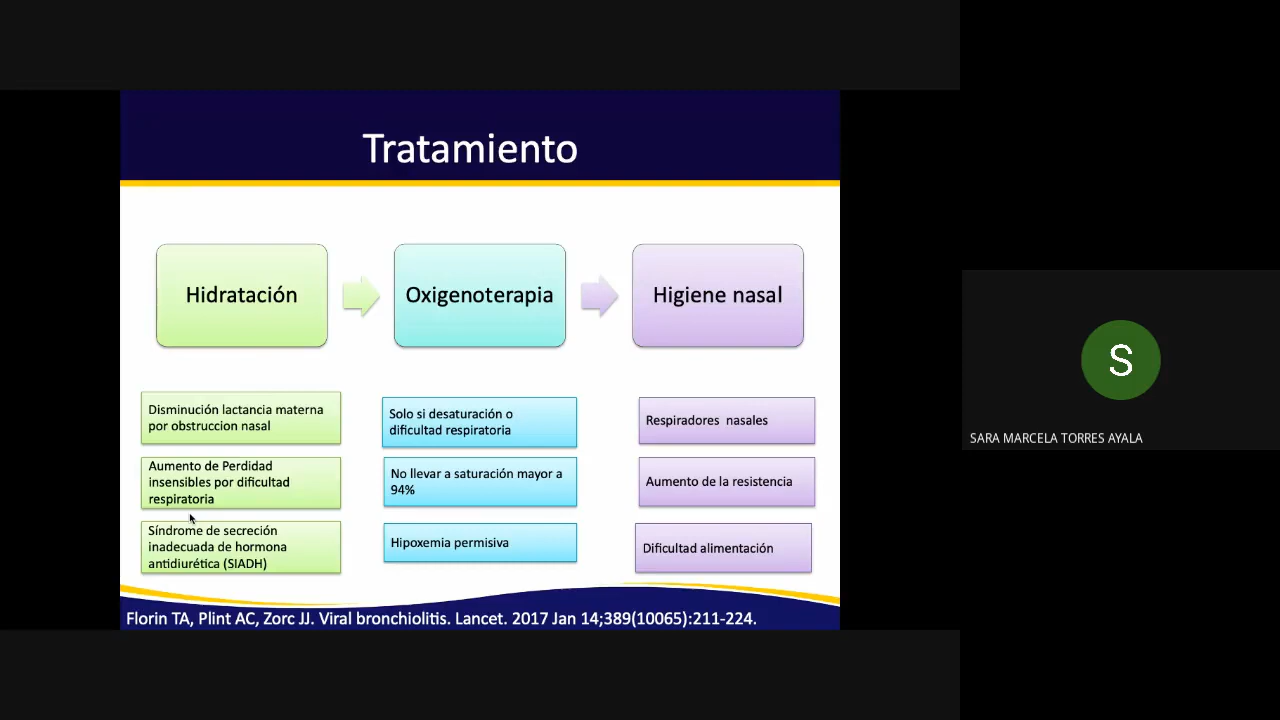 Tratamiento
Hidratación
Oxigenoterapia
Higiene nasal
Disminución lactancia materna
por obstruccion nasal
Aumento de Perdidad
insensibles por dificultad
respiratoria
Síndrome de secreción
inadecuada de hormona
antidiurética (SIADH)
Solo si desaturación o
dificultad respiratoria
No llevar a saturación mayor a
94%
Hipoxemia permisiva
Respiradores nasales
Aumento de la resistencia
Dificultad alimentación
Florin TA, Plint AC, Zorc JJ. Viral bronchiolitis. Lancet. 2017 Jan 14;389(10065):211-224.
S
SARA MARCELA TORRES AYALA